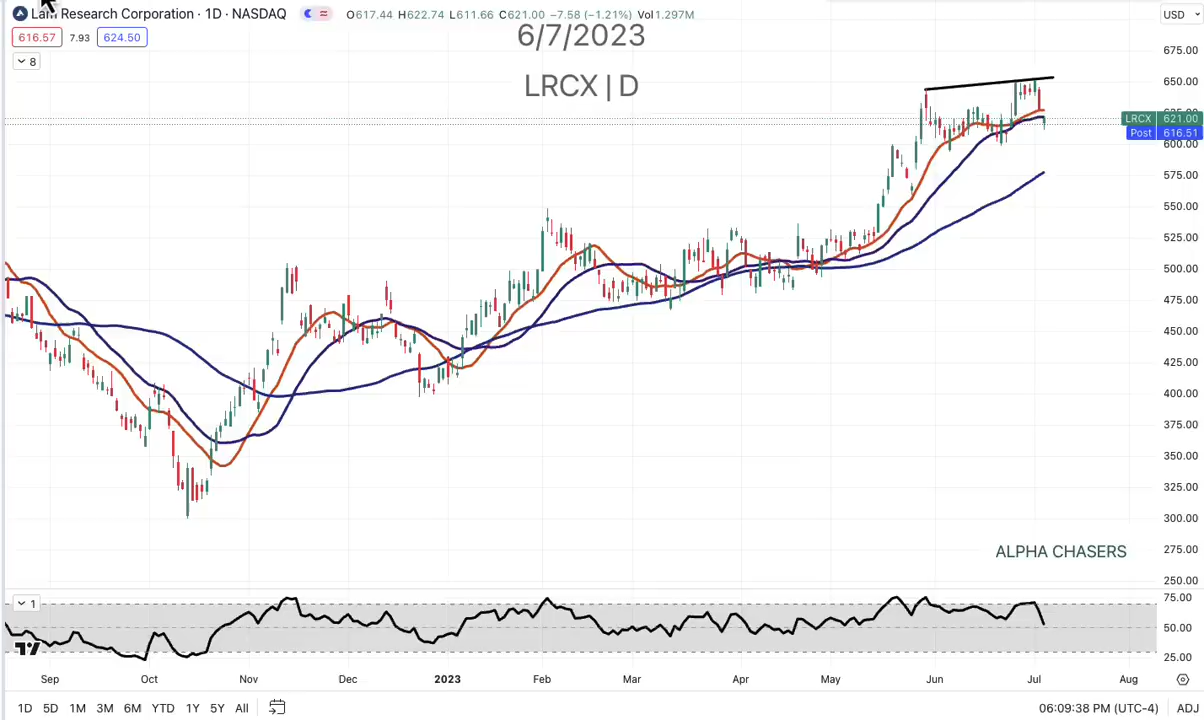 Lam Research Corporation · 1D · NASDAQ
O617.44 H622.74 L611.66 C621.00 −7.58 (−1.21%) Vol1.297M
USD
616.57 7.93 624.50
8
6/7/2023
LRCX | D
675.00
650.00
625.00
LRCX 621.00
Post 616.51
600.00
575.00
550.00
525.00
500.00
475.00
450.00
425.00
400.00
375.00
350.00
325.00
300.00
275.00
250.00
ALPHA CHASERS
1
75.00
50.00
25.00
Sep Oct Nov Dec 2023 Feb Mar Apr May Jun Jul Aug
1D 5D 1M 3M 6M YTD 1Y 5Y All
06:09:38 PM (UTC-4) ADJ